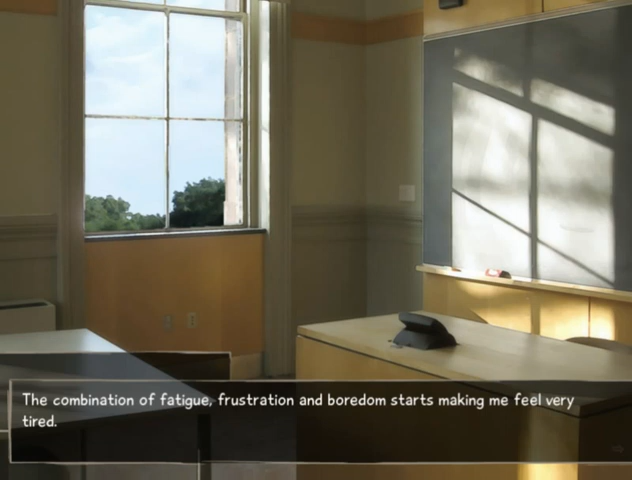 The combination of fatigue, frustration and boredom starts making me feel very
tired.